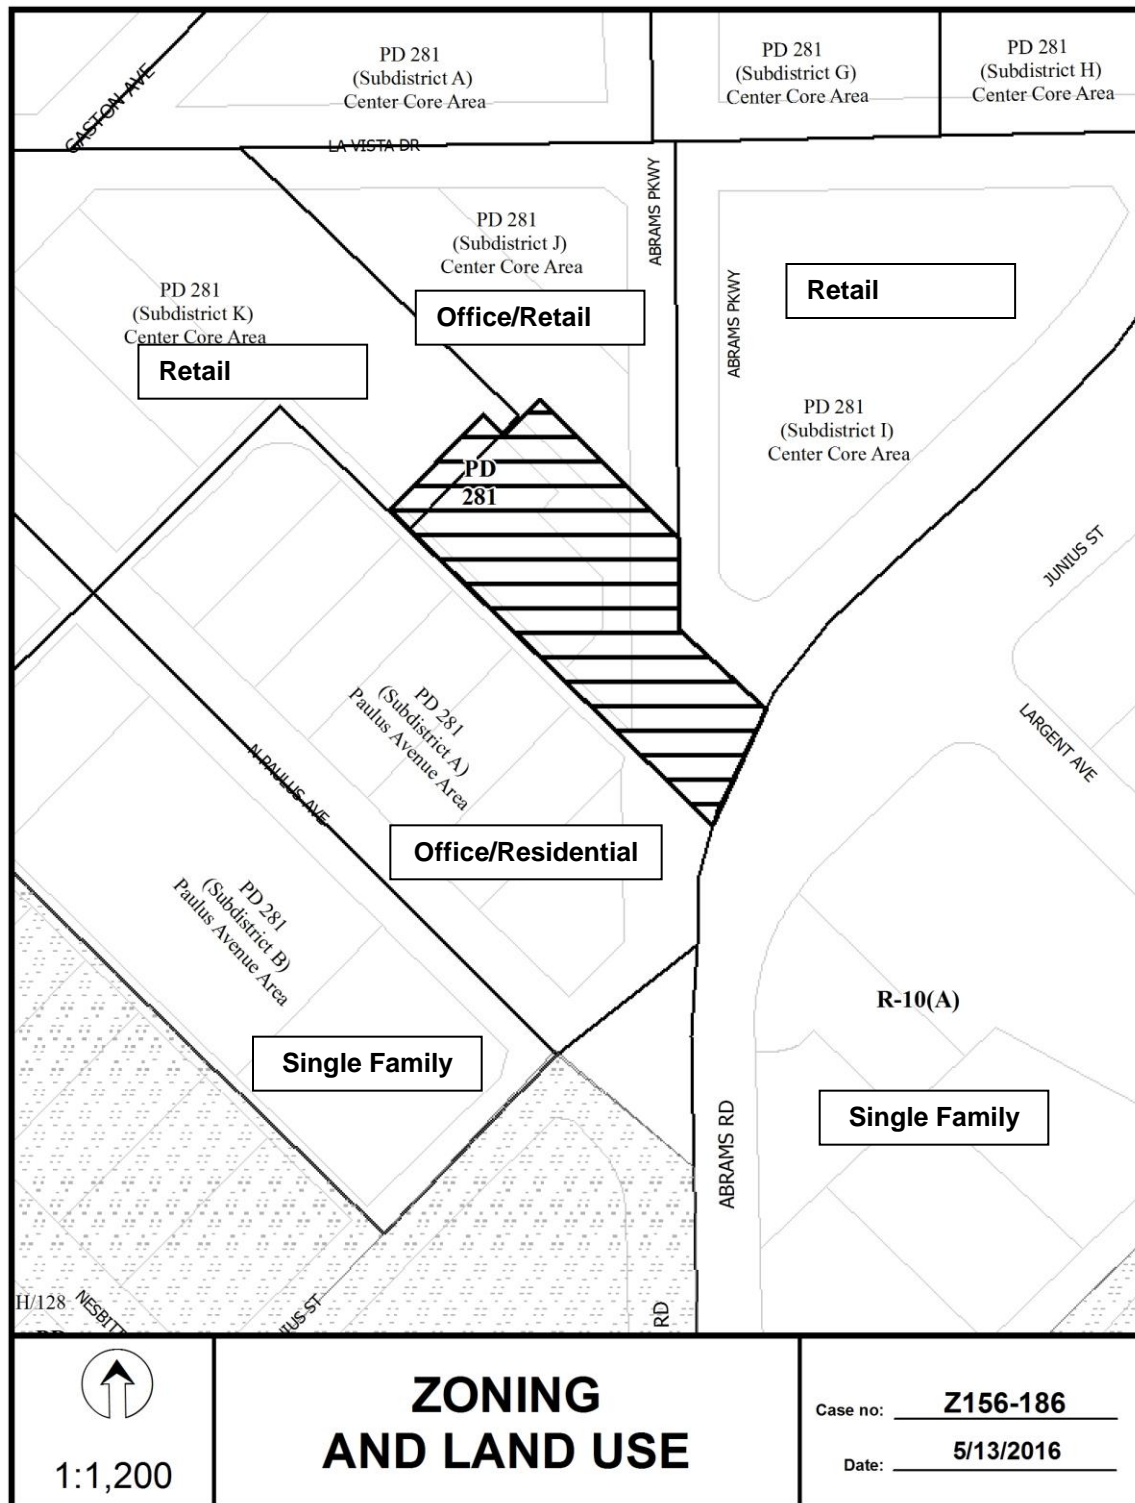 PD 281
(Subdistrict A)
Center Core Area
PD 281
(Subdistrict G)
Center Core Area
PD 281
(Subdistrict H)
Center Core Area
GASTON AVE
LA VISTA DR
ABRAMS PKWY
PD 281
(Subdistrict J)
Center Core Area
Office/Retail
PD 281
(Subdistrict K)
Center Core Area
Retail
ABRAMS PKWY
Retail
PD 281
(Subdistrict I)
Center Core Area
PD
281
JUNIUS ST
LARGENT AVE
PD 281
(Subdistrict A)
Paulus Avenue Area
N PAULUS AVE
Office/Residential
PD 281
(Subdistrict B)
Paulus Avenue Area
R-10(A)
Single Family
Single Family
ABRAMS RD
H/128
NESBITT
IUS ST
RD
1:1,200
ZONING
AND LAND USE
Case no: Z156-186
Date: 5/13/2016